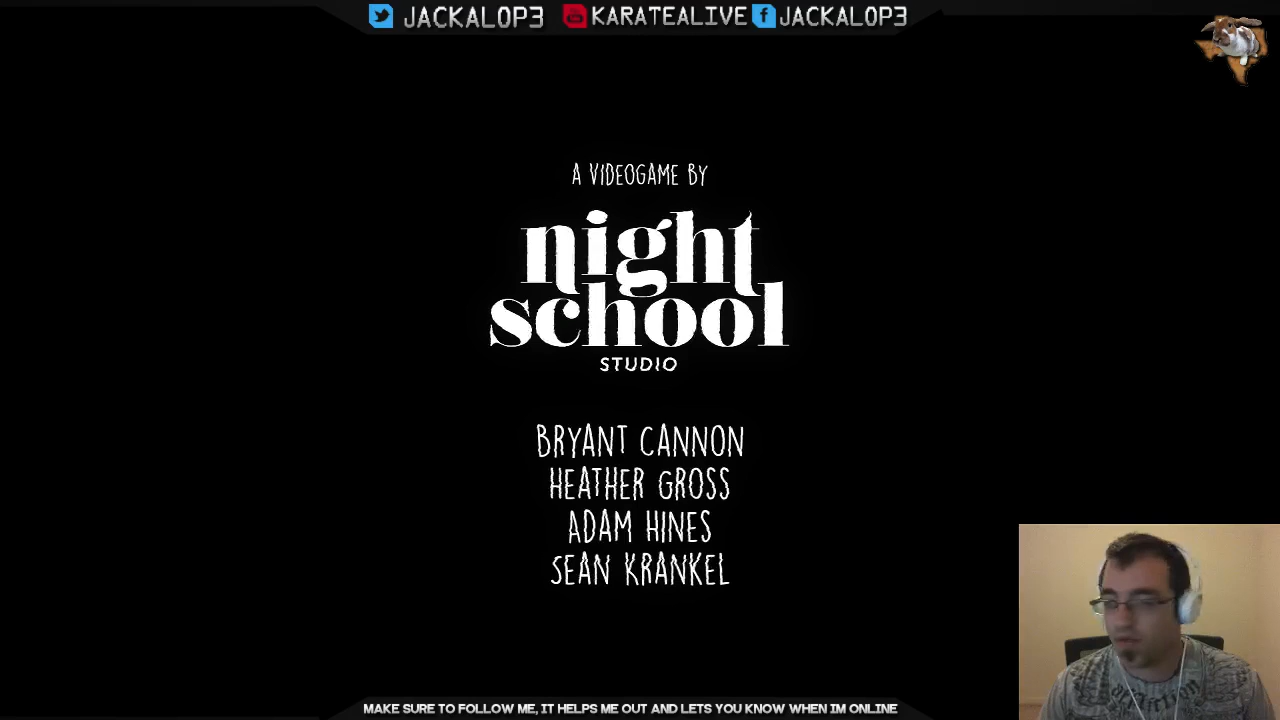 JACKALOP3 KARATEALIVE JACKALOP3
A VIDEOGAME BY
night
school
STUDIO
BRYANT CANNON
HEATHER GROSS
ADAM HINES
SEAN KRANKEL
MAKE SURE TO FOLLOW ME, IT HELPS ME OUT AND LETS YOU KNOW WHEN IM ONLINE